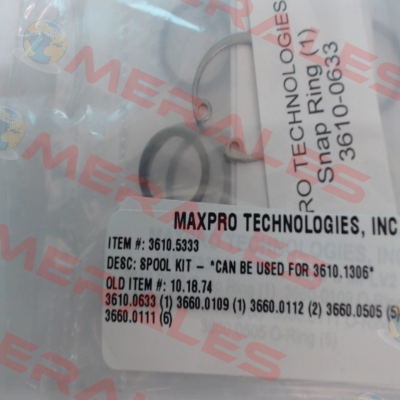 MERALES
RO TECHNOLOGIES
Snap Ring (1)
3610-0633
MAXPRO TECHNOLOGIES, INC
ITEM #: 3610.5333
DESC: SPOOL KIT - *CAN BE USED FOR 3610.1306*
OLD ITEM #: 10.18.74
3610.0633 (1) 3660.0109 (1) 3660.0112 (2) 3660.0505 (5)
3660.0111 (6)